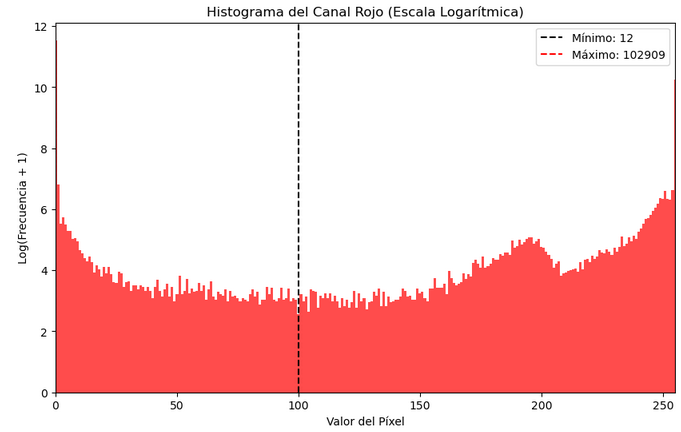 Histograma del Canal Rojo (Escala Logarítmica)
Mínimo: 12
Máximo: 102909
Log(Frecuencia + 1)
12
10
8
6
4
2
0
0 50 100 150 200 250
Valor del Píxel